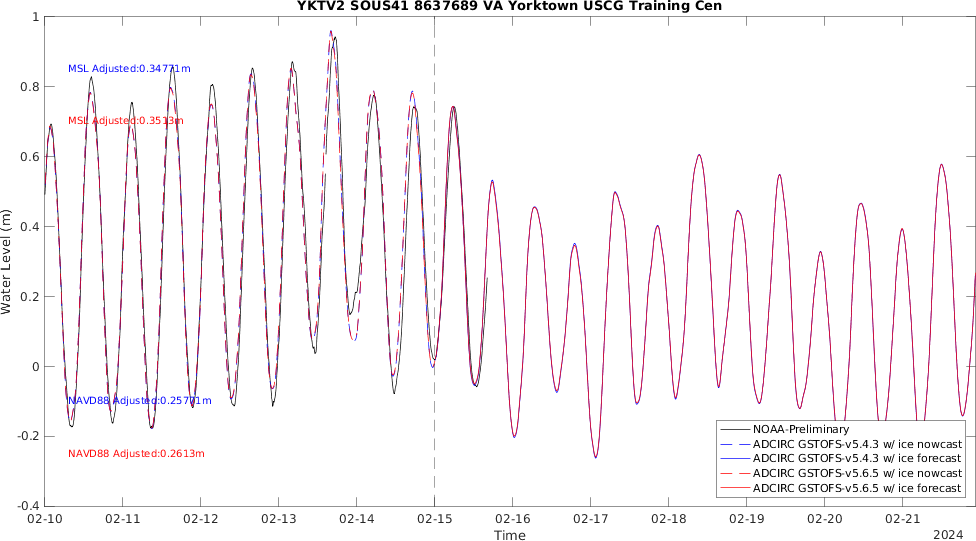 YKTV2 SOUS41 8637689 VA Yorktown USCG Training Cen
1
0.8
0.6
0.4
0.2
0
-0.2
-0.4
Water Level (m)
MSL Adjusted:0.34771m
MSL Adjusted:0.3513m
NAVD88 Adjusted:0.25771m
NAVD88 Adjusted:0.2613m
NOAA-Preliminary
ADCIRC GSTOFS-v5.4.3 w/ ice nowcast
ADCIRC GSTOFS-v5.4.3 w/ ice forecast
ADCIRC GSTOFS-v5.6.5 w/ ice nowcast
ADCIRC GSTOFS-v5.6.5 w/ ice forecast
02-10 02-11 02-12 02-13 02-14 02-15 02-16 02-17 02-18 02-19 02-20 02-21
Time
2024